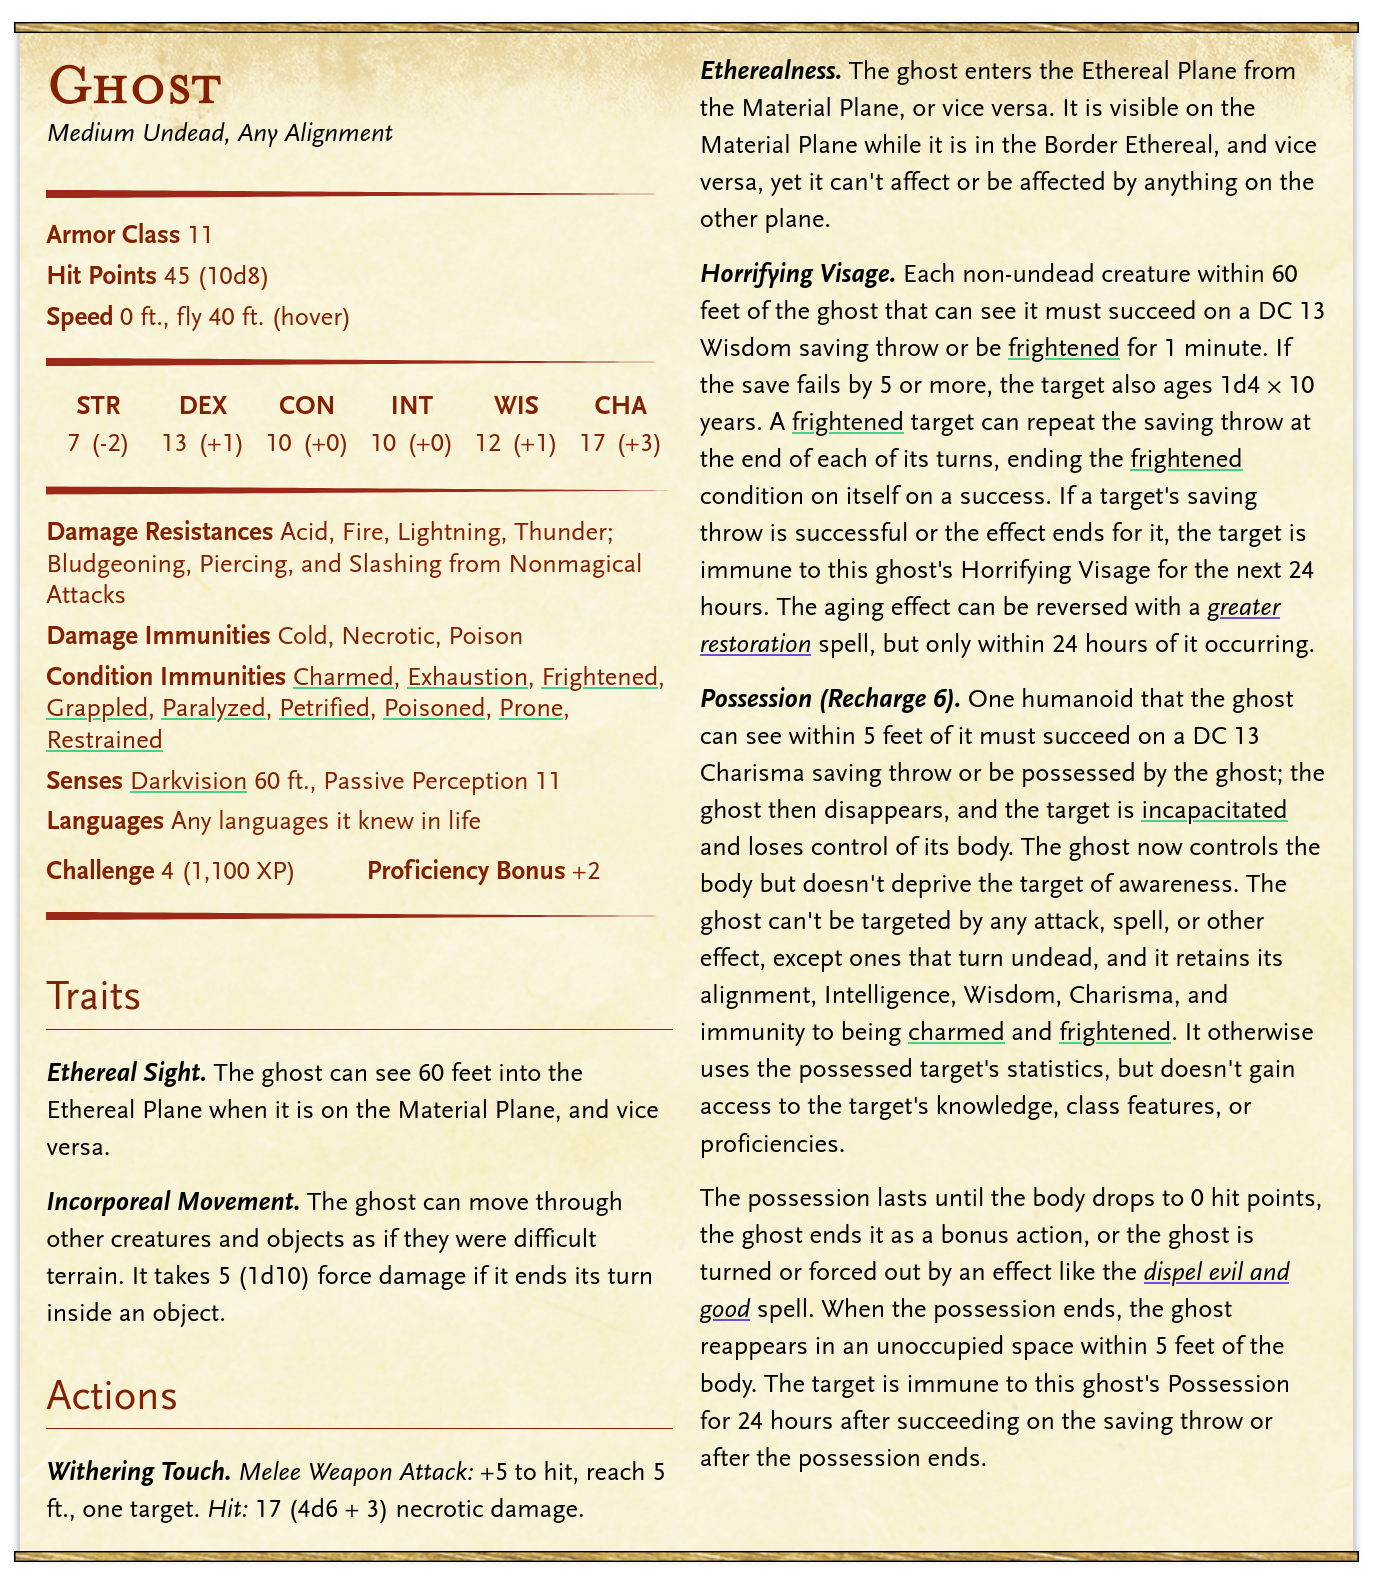 Ghost
Medium Undead, Any Alignment
Armor Class 11
Hit Points 45 (10d8)
Speed 0 ft., fly 40 ft. (hover)
STR DEX CON INT WIS CHA
7 (-2) 13 (+1) 10 (+0) 10 (+0) 12 (+1) 17 (+3)
Damage Resistances Acid, Fire, Lightning, Thunder;
Bludgeoning, Piercing, and Slashing from Nonmagical
Attacks
Damage Immunities Cold, Necrotic, Poison
Condition Immunities Charmed, Exhaustion, Frightened,
Grappled, Paralyzed, Petrified, Poisoned, Prone,
Restrained
Senses Darkvision 60 ft., Passive Perception 11
Languages Any languages it knew in life
Challenge 4 (1,100 XP) Proficiency Bonus +2
Traits
Ethereal Sight. The ghost can see 60 feet into the
Ethereal Plane when it is on the Material Plane, and vice
versa.
Incorporeal Movement. The ghost can move through
other creatures and objects as if they were difficult
terrain. It takes 5 (1d10) force damage if it ends its turn
inside an object.
Actions
Withering Touch. Melee Weapon Attack: +5 to hit, reach 5
ft., one target. Hit: 17 (4d6 + 3) necrotic damage.
Etherealness. The ghost enters the Ethereal Plane from
the Material Plane, or vice versa. It is visible on the
Material Plane while it is in the Border Ethereal, and vice
versa, yet it can't affect or be affected by anything on the
other plane.
Horrifying Visage. Each non-undead creature within 60
feet of the ghost that can see it must succeed on a DC 13
Wisdom saving throw or be frightened for 1 minute. If
the save fails by 5 or more, the target also ages 1d4 × 10
years. A frightened target can repeat the saving throw at
the end of each of its turns, ending the frightened
condition on itself on a success. If a target's saving
throw is successful or the effect ends for it, the target is
immune to this ghost's Horrifying Visage for the next 24
hours. The aging effect can be reversed with a greater
restoration spell, but only within 24 hours of it occurring.
Possession (Recharge 6). One humanoid that the ghost
can see within 5 feet of it must succeed on a DC 13
Charisma saving throw or be possessed by the ghost; the
ghost then disappears, and the target is incapacitated
and loses control of its body. The ghost now controls the
body but doesn't deprive the target of awareness. The
ghost can't be targeted by any attack, spell, or other
effect, except ones that turn undead, and it retains its
alignment, Intelligence, Wisdom, Charisma, and
immunity to being charmed and frightened. It otherwise
uses the possessed target's statistics, but doesn't gain
access to the target's knowledge, class features, or
proficiencies.
The possession lasts until the body drops to 0 hit points,
the ghost ends it as a bonus action, or the ghost is
turned or forced out by an effect like the dispel evil and
good spell. When the possession ends, the ghost
reappears in an unoccupied space within 5 feet of the
body. The target is immune to this ghost's Possession
for 24 hours after succeeding on the saving throw or
after the possession ends.